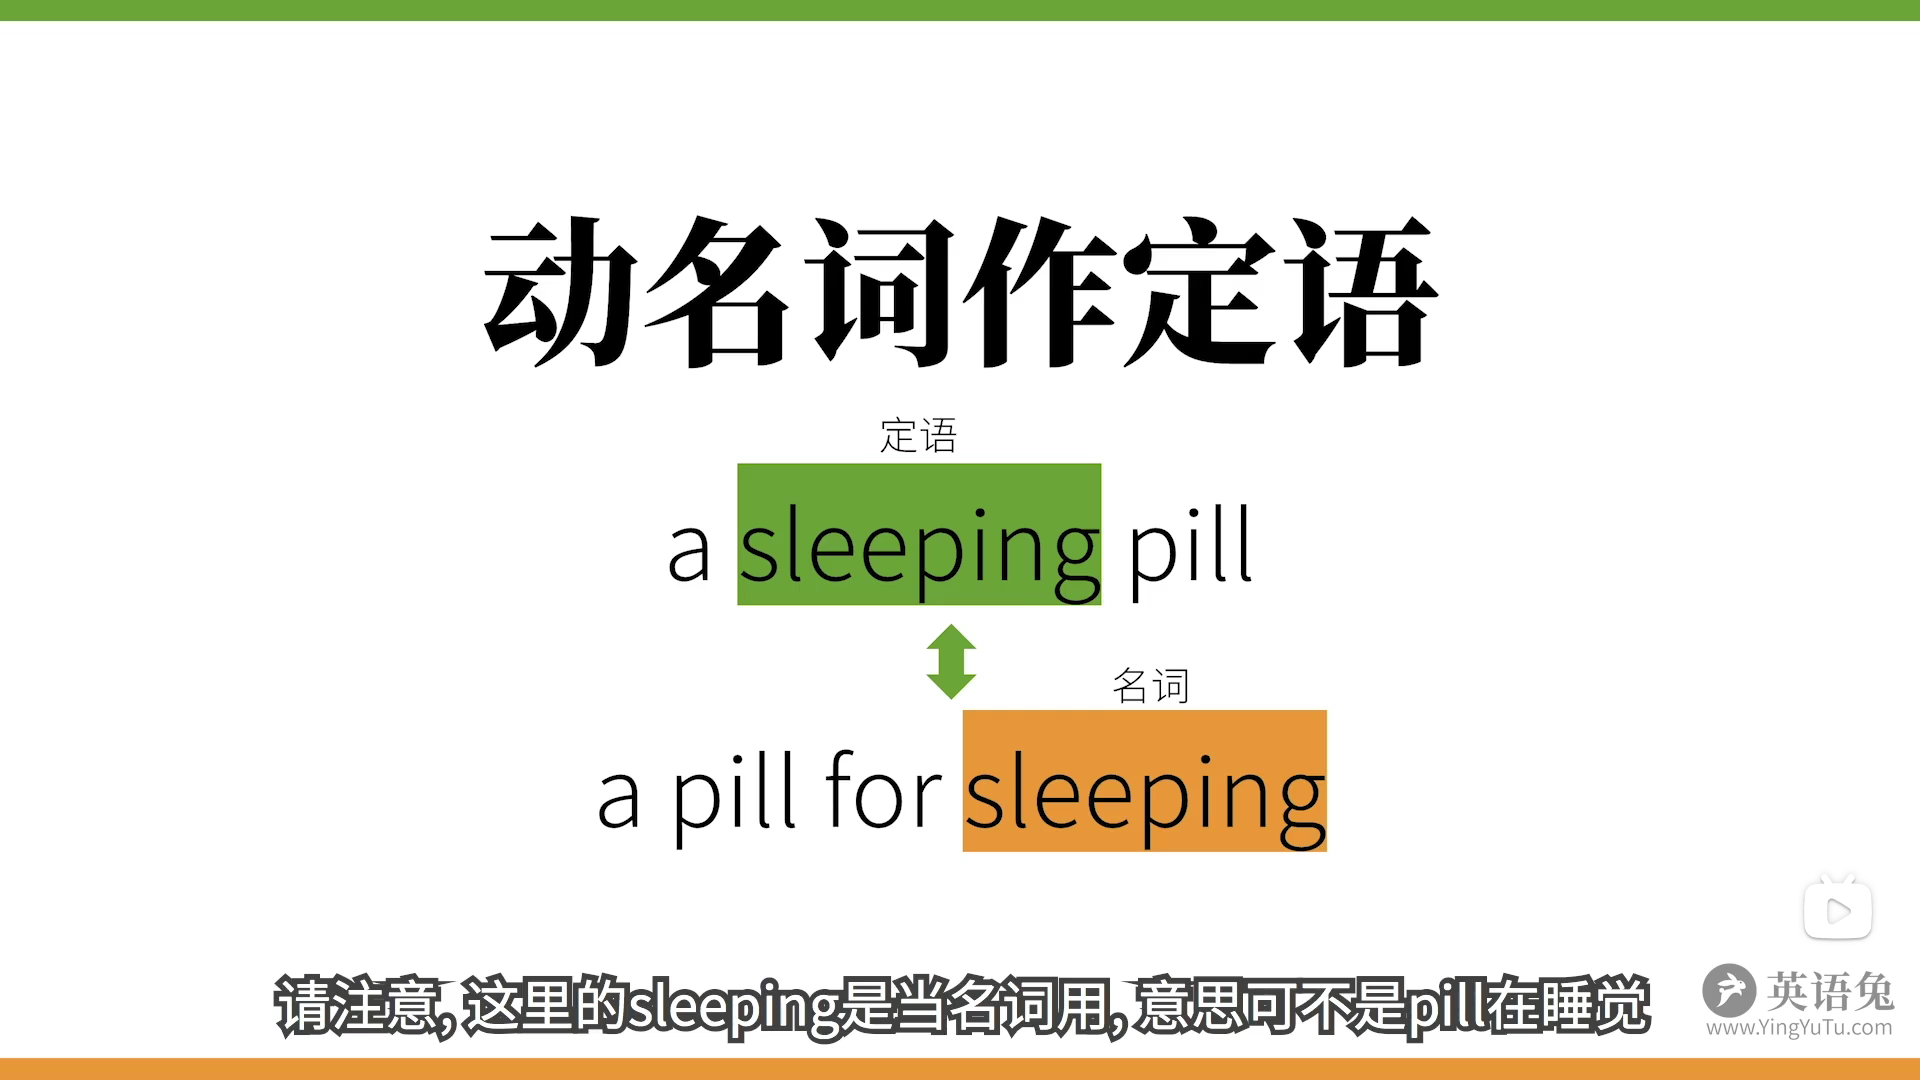 动名词作定语
定语
a sleeping pill
名词
a pill for sleeping
请注意, 这里的sleeping是当名词用, 意思可不是pill在睡觉
英语兔
www.YingYuTu.com